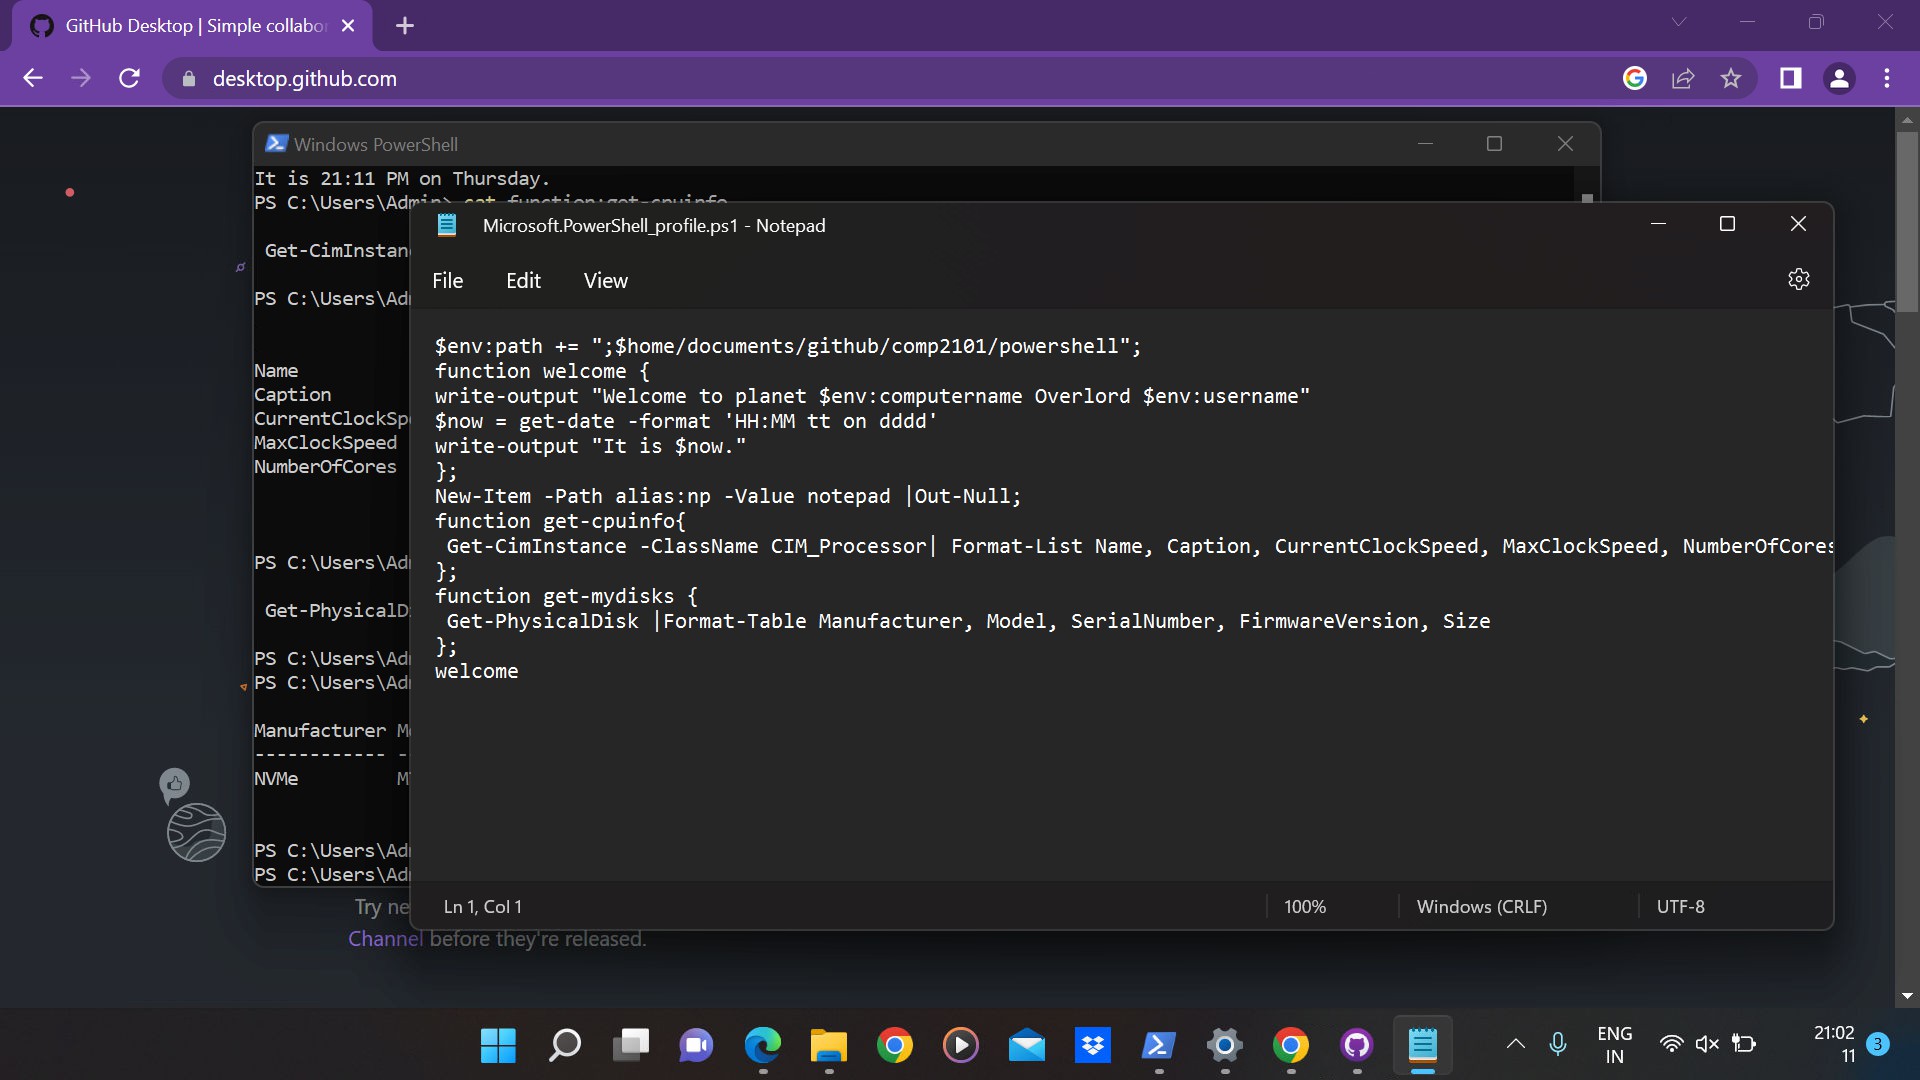 GitHub Desktop | Simple collabo
desktop.github.com
Windows PowerShell
It is 21:11 PM on Thursday.
PS C:\Users\Admin> cat function:get-cpuinfo
Get-CimInstan
PS C:\Users\Ad
Name
Caption
CurrentClockSp
MaxClockSpeed
NumberOfCores
PS C:\Users\Ad
Get-PhysicalD
PS C:\Users\Ad
PS C:\Users\Ad
Manufacturer M
------------ -
NVMe M
PS C:\Users\Ad
PS C:\Users\Ad
Microsoft.PowerShell_profile.ps1 - Notepad
File Edit View
$env:path += ";$home/documents/github/comp2101/powershell";
function welcome {
write-output "Welcome to planet $env:computername Overlord $env:username"
$now = get-date -format 'HH:MM tt on dddd'
write-output "It is $now."
};
New-Item -Path alias:np -Value notepad |Out-Null;
function get-cpuinfo{
Get-CimInstance -ClassName CIM_Processor| Format-List Name, Caption, CurrentClockSpeed, MaxClockSpeed, NumberOfCores
};
function get-mydisks {
Get-PhysicalDisk |Format-Table Manufacturer, Model, SerialNumber, FirmwareVersion, Size
};
welcome
Ln 1, Col 1 100% Windows (CRLF) UTF-8
Try ne
Channel before they're released.
ENG
IN
21:02
11
3